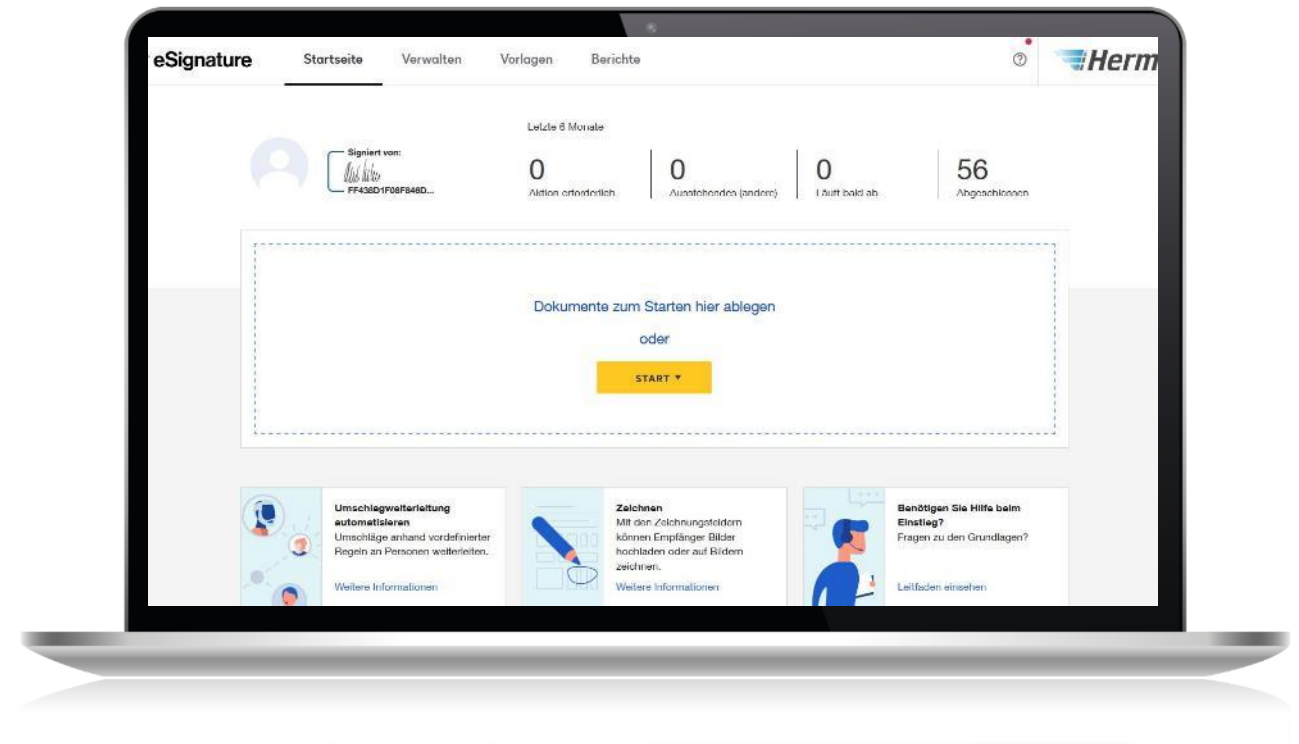 eSignature
Startseite
Verwalten
Vorlagen
Berichte
Herm
Letzte 6 Monate
Signiert von:
FF438D1F08F846D...
0
Aktion erforderlich
0
Ausstehendes (andere)
0
Läuft bald ab
56
Abgeschlossen
Dokumente zum Starten hier ablegen
oder
START
Umschlagweiterleitung
automatisieren
Umschläge anhand vordefinierter
Regeln an Personen weiterleiten.
Weitere Informationen
Zeichnen
Mit den Zeichnungsfeldern
können Empfänger Bilder
hochladen oder auf Bildern
zeichnen.
Weitere Informationen
Benötigen Sie Hilfe beim
Einstieg?
Fragen zu den Grundlagen?
Leitfaden einsehen